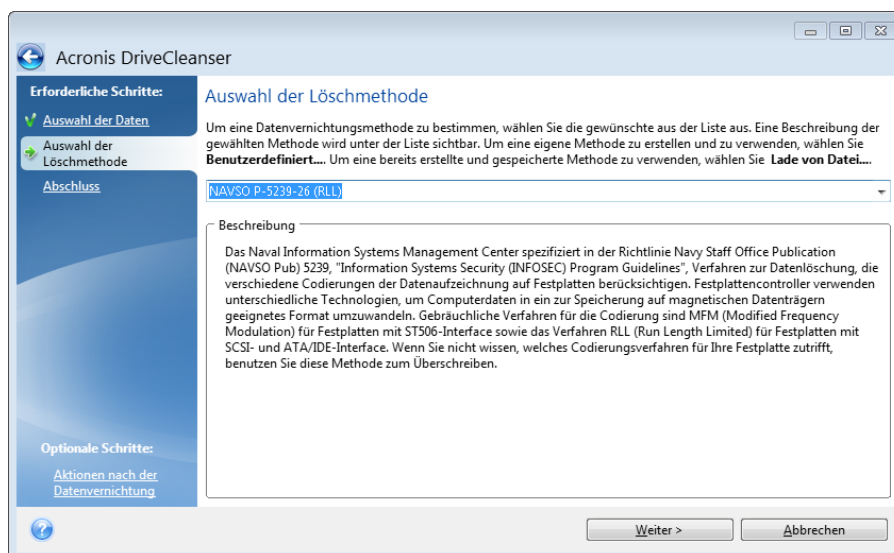 Acronis DriveCleanser
Erforderliche Schritte:
Auswahl der Daten
Auswahl der
Löschmethode
Abschluss
Optionale Schritte:
Aktionen nach der
Datenvernichtung
Auswahl der Löschmethode
Um eine Datenvernichtungsmethode zu bestimmen, wählen Sie die gewünschte aus der Liste aus. Eine Beschreibung der
gewählten Methode wird unter der Liste sichtbar. Um eine eigene Methode zu erstellen und zu verwenden, wählen Sie
Benutzerdefiniert.... Um eine bereits erstellte und gespeicherte Methode zu verwenden, wählen Sie Lade von Datei....
NAVSO P-5239-26 (RLL)
Beschreibung
Das Naval Information Systems Management Center spezifiziert in der Richtlinie Navy Staff Office Publication
(NAVSO Pub) 5239, "Information Systems Security (INFOSEC) Program Guidelines", Verfahren zur Datenlöschung, die
verschiedene Codierungen der Datenaufzeichnung auf Festplatten berücksichtigen. Festplattencontroller verwenden
unterschiedliche Technologien, um Computerdaten in ein zur Speicherung auf magnetischen Datenträgern
geeignetes Format umzuwandeln. Gebräuchliche Verfahren für die Codierung sind MFM (Modified Frequency
Modulation) für Festplatten mit ST506-Interface sowie das Verfahren RLL (Run Length Limited) für Festplatten mit
SCSI- und ATA/IDE-Interface. Wenn Sie nicht wissen, welches Codierungsverfahren für Ihre Festplatte zutrifft,
benutzen Sie diese Methode zum Überschreiben.
?
Weiter >
Abbrechen